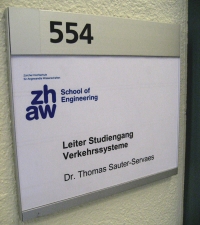 554
Zürcher Hochschule
für Angewandte Wissenschaften
zh
aw
School of
Engineering
Leiter Studiengang
Verkehrssysteme
Dr. Thomas Sauter-Servaes